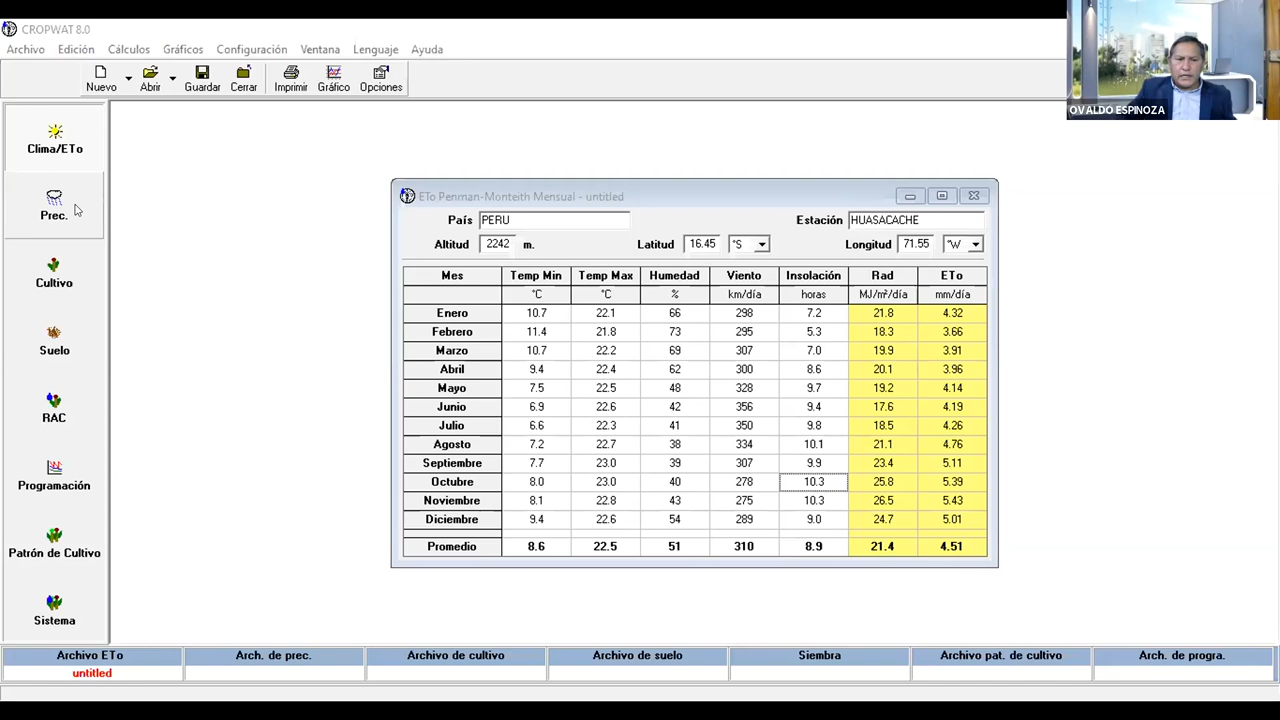 CROPWAT 8.0
Archivo Edición Cálculos Gráficos Configuración Ventana Lenguaje Ayuda
Nuevo Abrir Guardar Cerrar Imprimir Gráfico Opciones
OVALDO ESPINOZA
Clima/ETo
Prec.
Cultivo
Suelo
RAC
Programación
Patrón de Cultivo
Sistema
ETo Penman-Monteith Mensual - untitled
País PERU Estación HUASACACHE
Altitud 2242 m. Latitud 16.45 °S Longitud 71.55 °W
Mes Temp Min Temp Max Humedad Viento Insolación Rad ETo
°C °C % km/día horas MJ/m²/día mm/día
Enero 10.7 22.1 66 298 7.2 21.8 4.32
Febrero 11.4 21.8 73 295 5.3 18.3 3.66
Marzo 10.7 22.2 69 307 7.0 19.9 3.91
Abril 9.4 22.4 62 300 8.6 20.1 3.96
Mayo 7.5 22.5 48 328 9.7 19.2 4.14
Junio 6.9 22.6 42 356 9.4 17.6 4.19
Julio 6.6 22.3 41 350 9.8 18.5 4.26
Agosto 7.2 22.7 38 334 10.1 21.1 4.76
Septiembre 7.7 23.0 39 307 9.9 23.4 5.11
Octubre 8.0 23.0 40 278 10.3 25.8 5.39
Noviembre 8.1 22.8 43 275 10.3 26.5 5.43
Diciembre 9.4 22.6 54 289 9.0 24.7 5.01
Promedio 8.6 22.5 51 310 8.9 21.4 4.51
Archivo ETo Arch. de prec. Archivo de cultivo Archivo de suelo Siembra Archivo pat. de cultivo Arch. de progra.
untitled